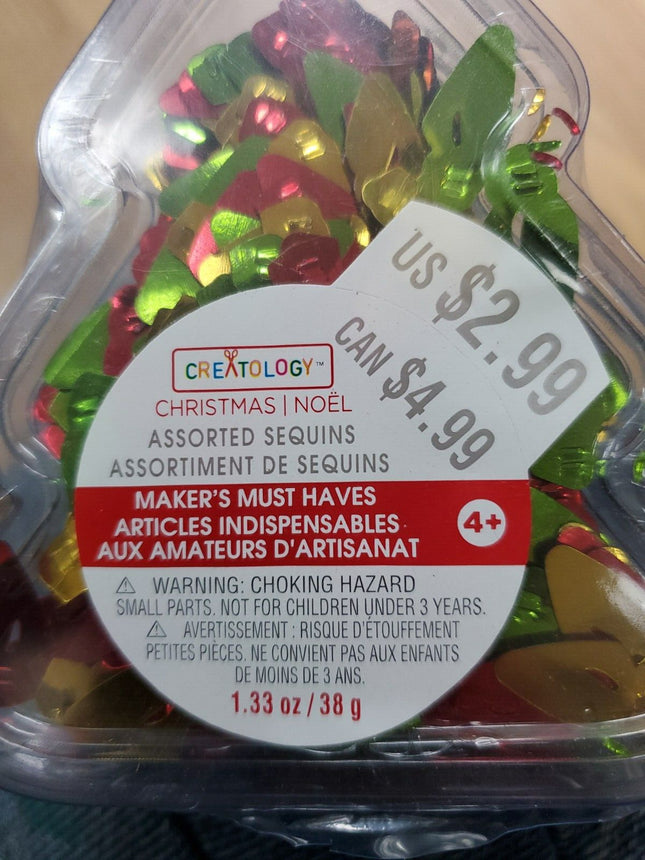 US $2.99
CAN $4.99
CREATOLOGY™
CHRISTMAS | NOËL
ASSORTED SEQUINS
ASSORTIMENT DE SEQUINS
MAKER'S MUST HAVES
ARTICLES INDISPENSABLES
AUX AMATEURS D'ARTISANAT
4+
⚠ WARNING: CHOKING HAZARD
SMALL PARTS. NOT FOR CHILDREN UNDER 3 YEARS.
⚠ AVERTISSEMENT : RISQUE D'ÉTOUFFEMENT
PETITES PIÈCES. NE CONVIENT PAS AUX ENFANTS
DE MOINS DE 3 ANS.
1.33 oz / 38 g